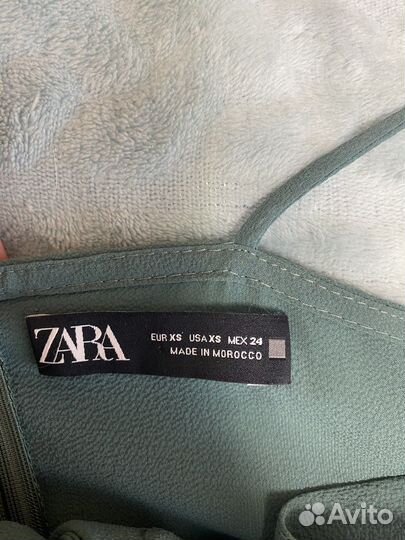 ZARA
EUR XS USA XS MEX 24
MADE IN MOROCCO
Avito